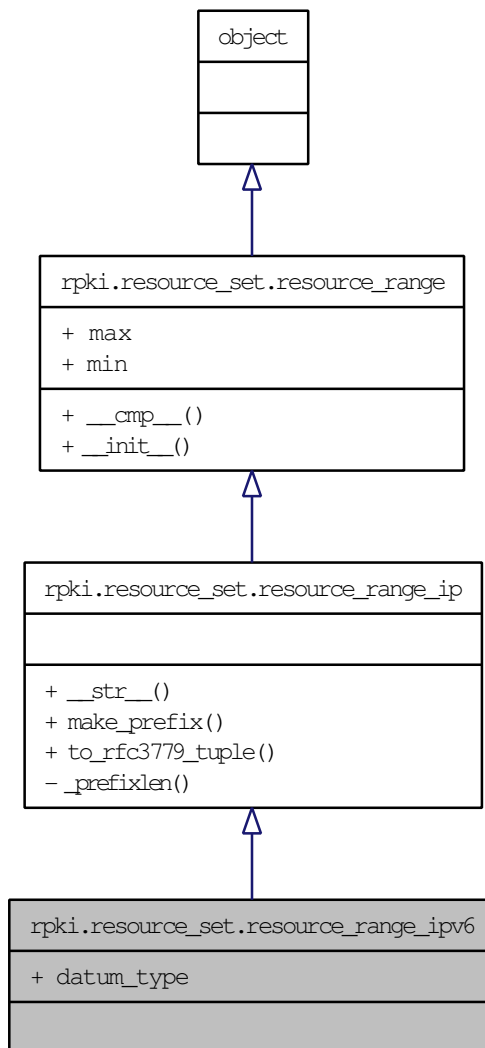 object
rpki.resource_set.resource_range
+ max
+ min
+ __cmp__()
+ __init__()
rpki.resource_set.resource_range_ip
+ __str__()
+ make_prefix()
+ to_rfc3779_tuple()
− _prefixlen()
rpki.resource_set.resource_range_ipv6
+ datum_type